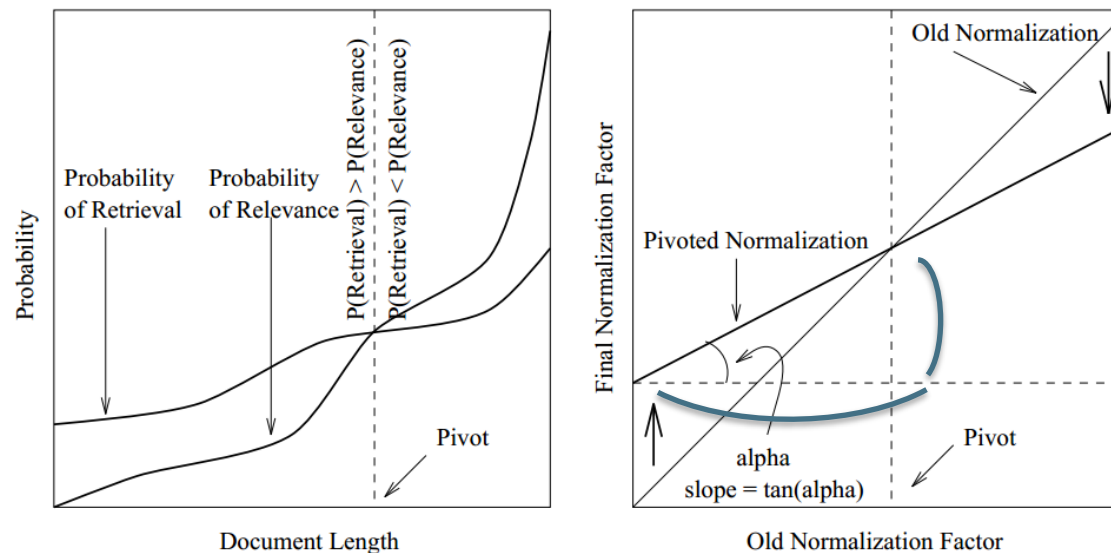 Probability
Probability
of Retrieval
Probability
of Relevance
P(Retrieval) > P(Relevance)
P(Retrieval) < P(Relevance)
Pivot
Document Length
Final Normalization Factor
Old Normalization
Pivoted Normalization
alpha
slope = tan(alpha)
Pivot
Old Normalization Factor